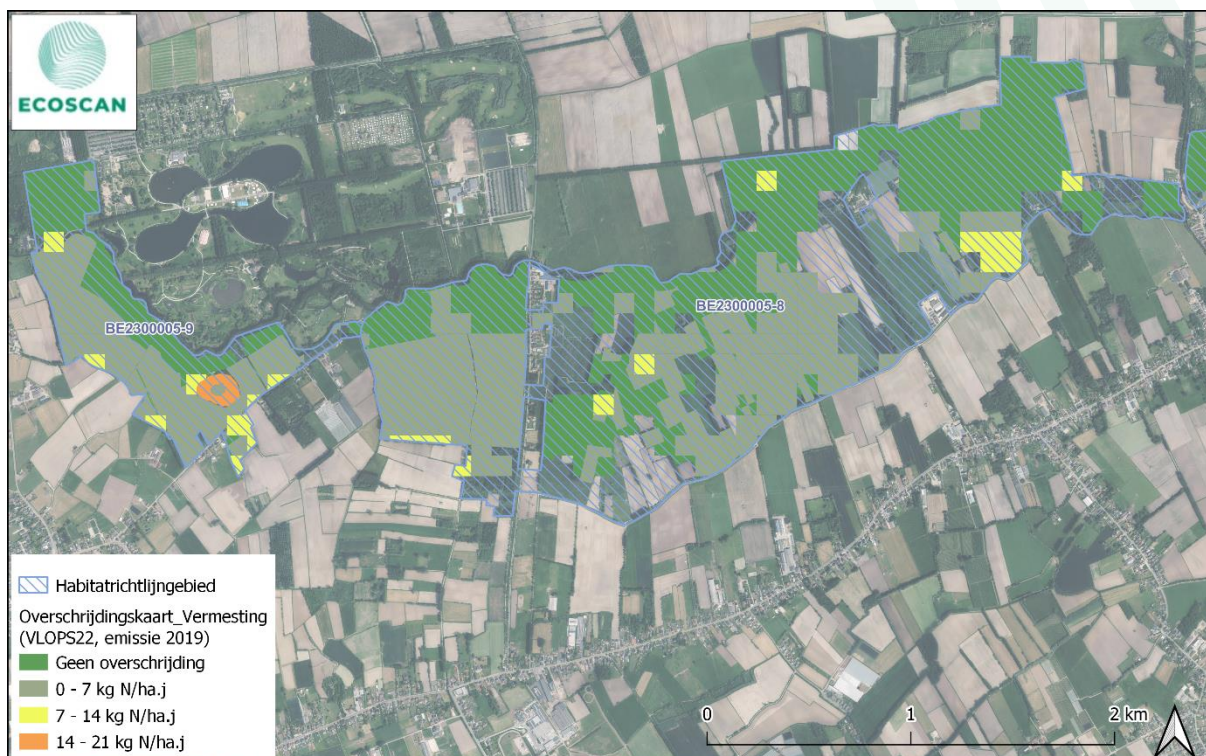 ECOSCAN
BE2300005-9
BE2300005-8
Habitatrichtlijngebied
Overschrijdingskaart_Vermesting
(VLOPS22, emissie 2019)
Geen overschrijding
0 - 7 kg N/ha.j
7 - 14 kg N/ha.j
14 - 21 kg N/ha.j
0 1 2 km